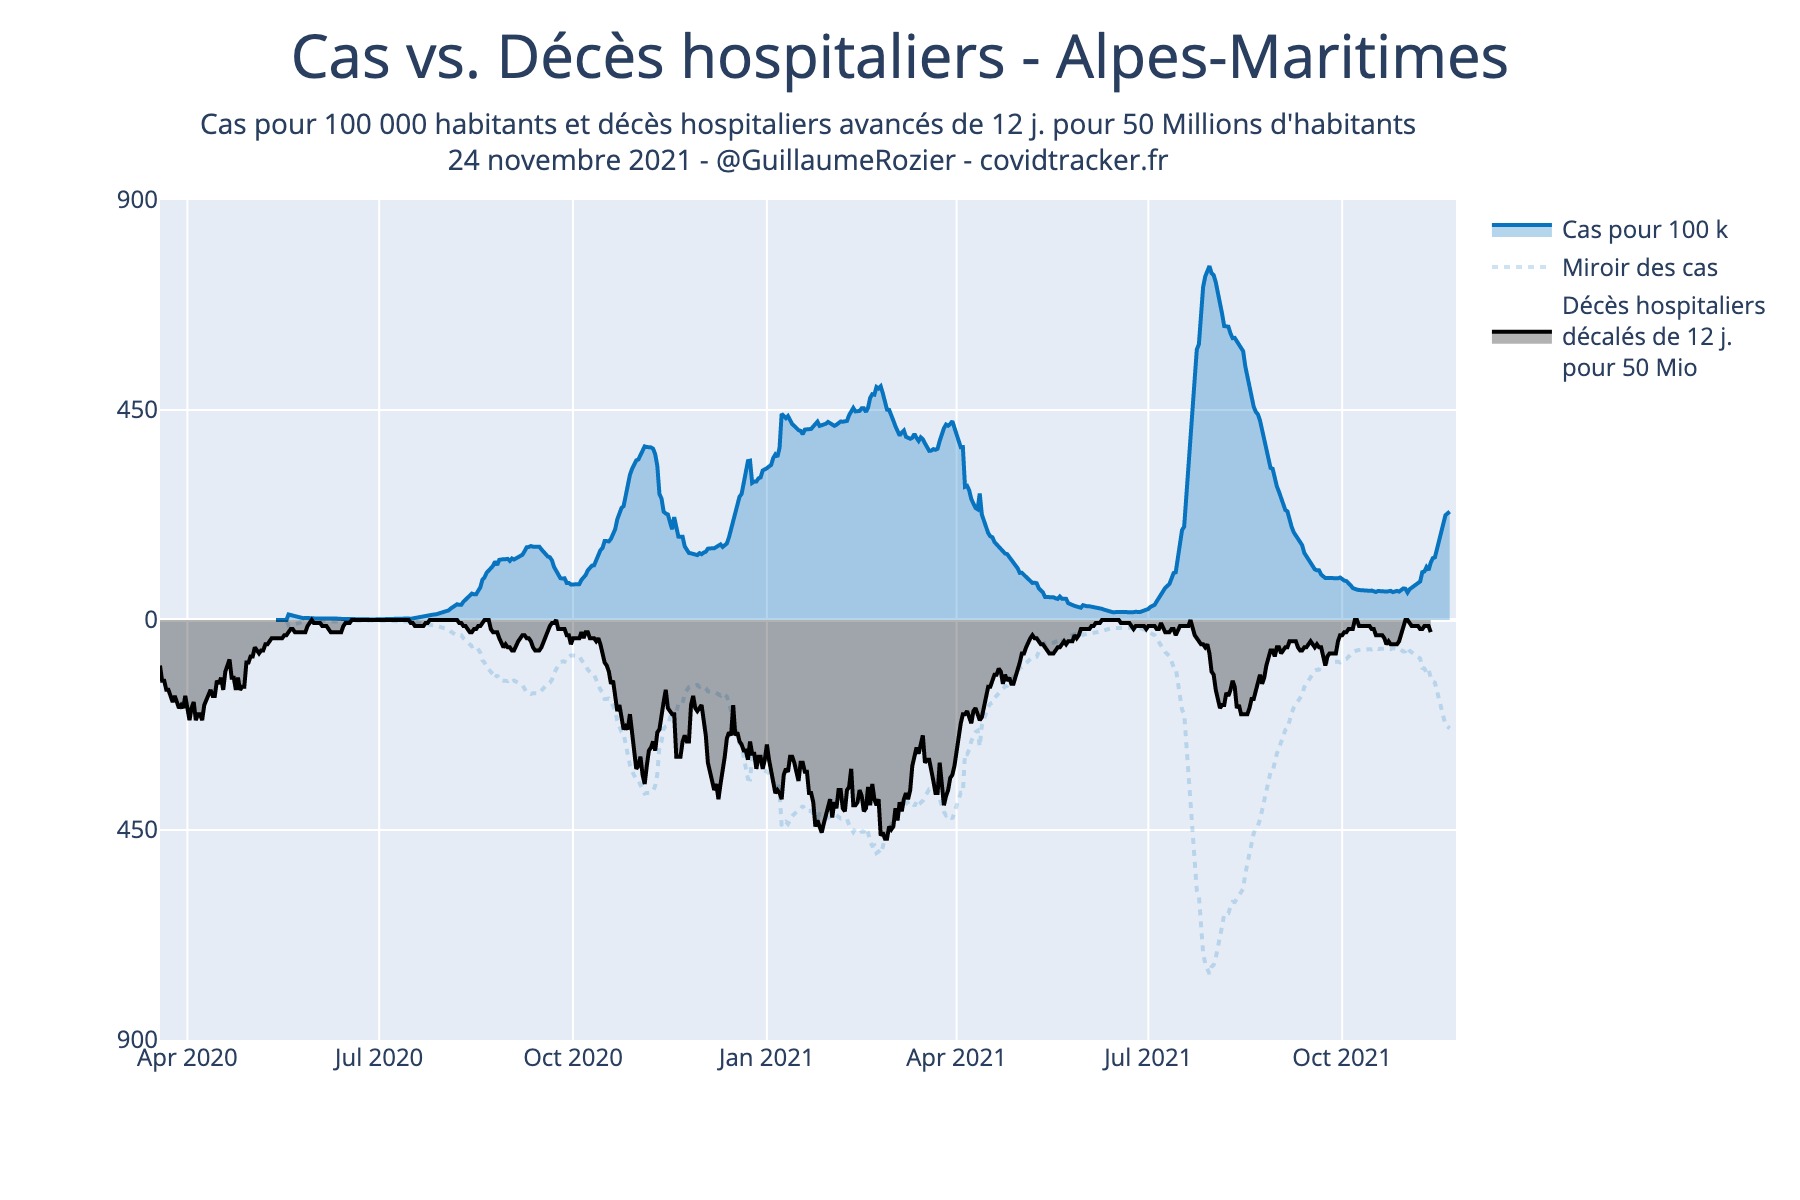 Cas vs. Décès hospitaliers - Alpes-Maritimes
Cas pour 100 000 habitants et décès hospitaliers avancés de 12 j. pour 50 Millions d'habitants
24 novembre 2021 - @GuillaumeRozier - covidtracker.fr
900
450
0
450
900
Apr 2020
Jul 2020
Oct 2020
Jan 2021
Apr 2021
Jul 2021
Oct 2021
Cas pour 100 k
Miroir des cas
Décès hospitaliers
décalés de 12 j.
pour 50 Mio